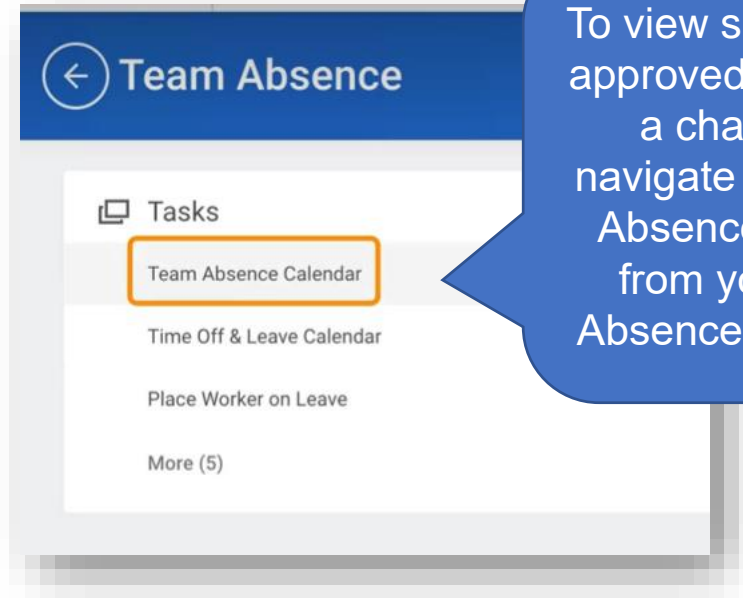 Team Absence
Tasks
Team Absence Calendar
Time Off & Leave Calendar
Place Worker on Leave
More (5)
To view
approved
a
navigate
Absence
from
Absence